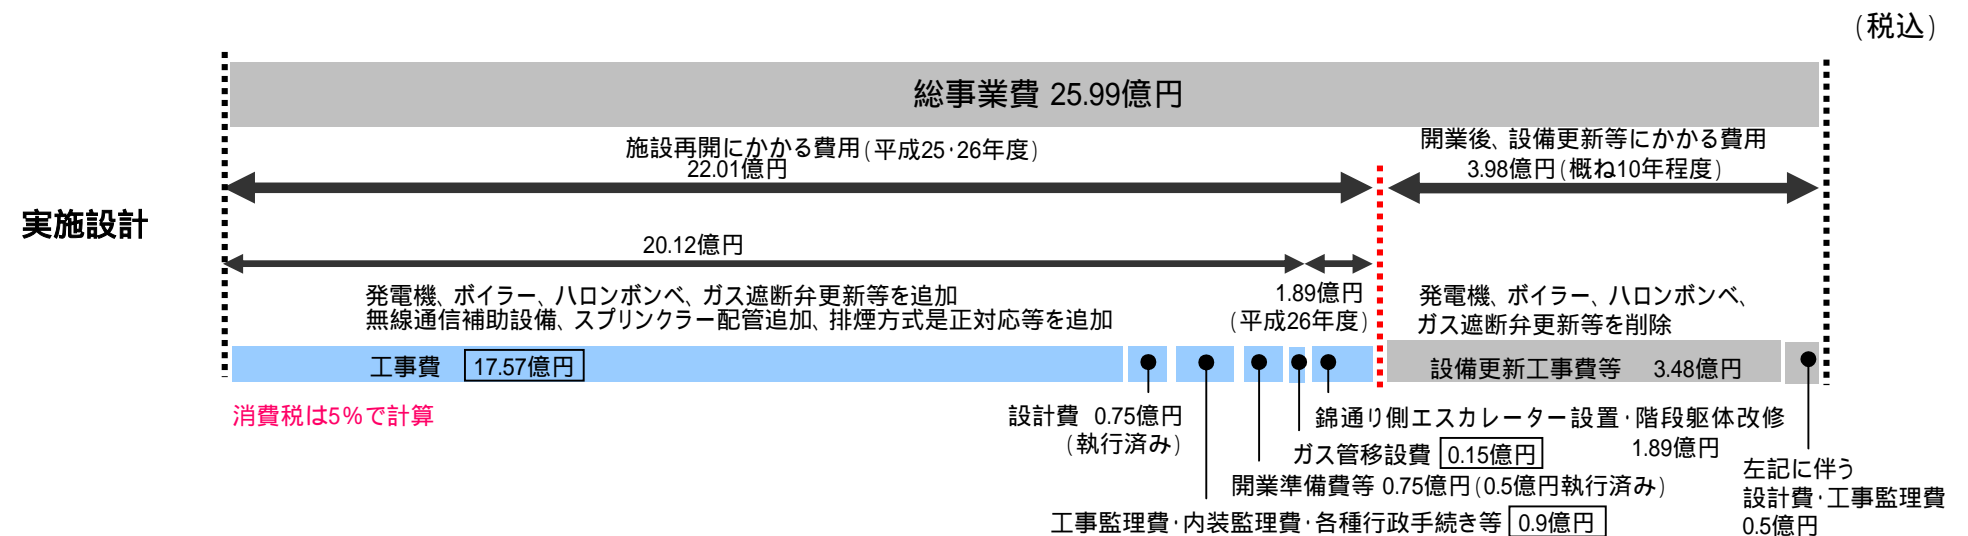 (税込)
総事業費 25.99億円
施設再開にかかる費用(平成25・26年度)
22.01億円
開業後、設備更新等にかかる費用
3.98億円(概ね10年程度)
実施設計
20.12億円
発電機、ボイラー、ハロンボンベ、ガス遮断弁更新等を追加
無線通信補助設備、スプリンクラー配管追加、排煙方式是正対応等を追加
1.89億円
(平成26年度)
発電機、ボイラー、ハロンボンベ、
ガス遮断弁更新等を削除
工事費 17.57億円
設備更新工事費等 3.48億円
消費税は5%で計算
設計費 0.75億円
(執行済み)
錦通り側エスカレーター設置・階段躯体改修
1.89億円
ガス管移設費 0.15億円
開業準備費等 0.75億円(0.5億円執行済み)
工事監理費・内装監理費・各種行政手続き等 0.9億円
左記に伴う
設計費・工事監理費
0.5億円